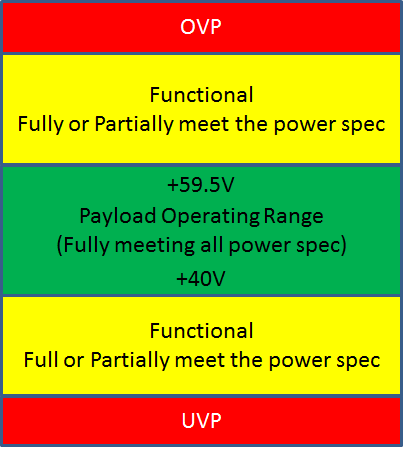 OVP
Functional
Fully or Partially meet the power spec
+59.5V
Payload Operating Range
(Fully meeting all power spec)
+40V
Functional
Full or Partially meet the power spec
UVP